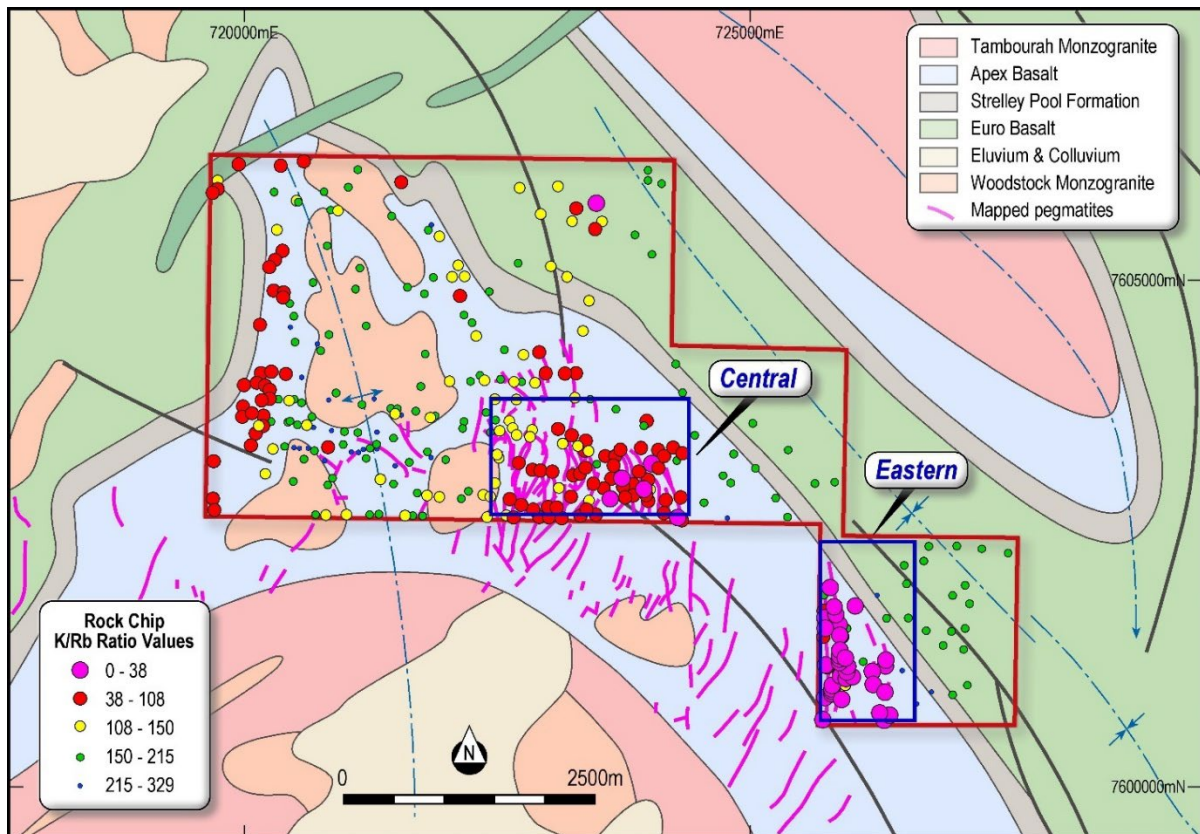 720000mE
725000mE
Tambourah Monzogranite
Apex Basalt
Strelley Pool Formation
Euro Basalt
Eluvium & Colluvium
Woodstock Monzogranite
Mapped pegmatites
7605000mN
Central
Eastern
Rock Chip
K/Rb Ratio Values
0 - 38
38 - 108
108 - 150
150 - 215
215 - 329
N
0
2500m
7600000mN